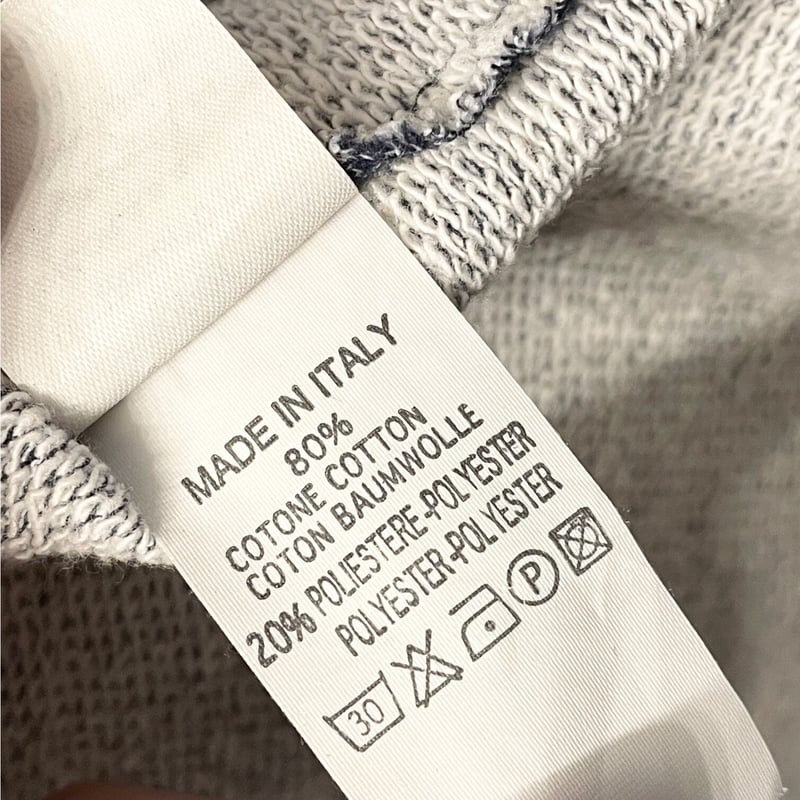 MADE IN ITALY
80%
COTONE COTTON
COTON BAUMWOLLE
20% POLIESTERE-POLYESTER
POLYESTER-POLYESTER
30 P